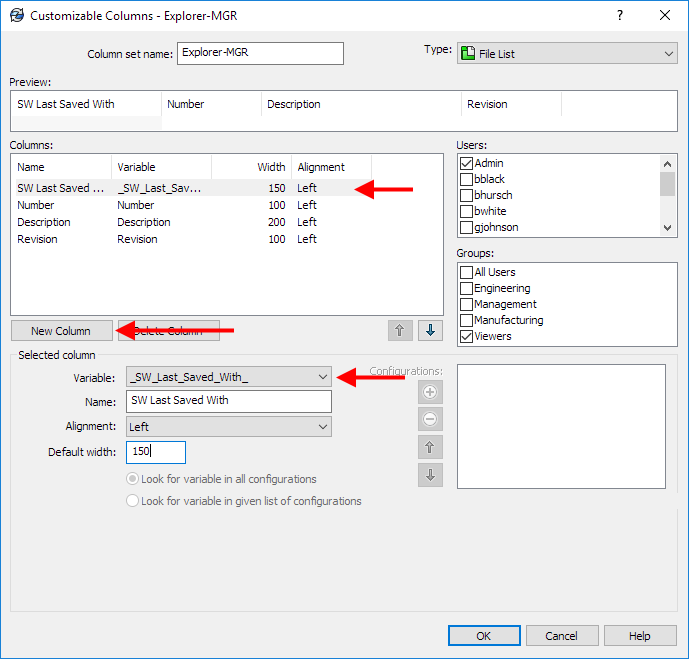 Customizable Columns - Explorer-MGR ?
Column set name: Explorer-MGR Type: File List
Preview:
SW Last Saved With Number Description Revision
Columns: Users:
Name Variable Width Alignment
SW Last Saved ... _SW_Last_Sav... 150 Left
Number Number 100 Left
Description Description 200 Left
Revision Revision 100 Left
Admin
bblack
bhursch
bwhite
gjohnson
Groups:
All Users
Engineering
Management
Manufacturing
Viewers
New Column Delete Column
Selected column
Variable: _SW_Last_Saved_With_ Configurations:
Name: SW Last Saved With
Alignment: Left
Default width: 150
Look for variable in all configurations
Look for variable in given list of configurations
OK Cancel Help